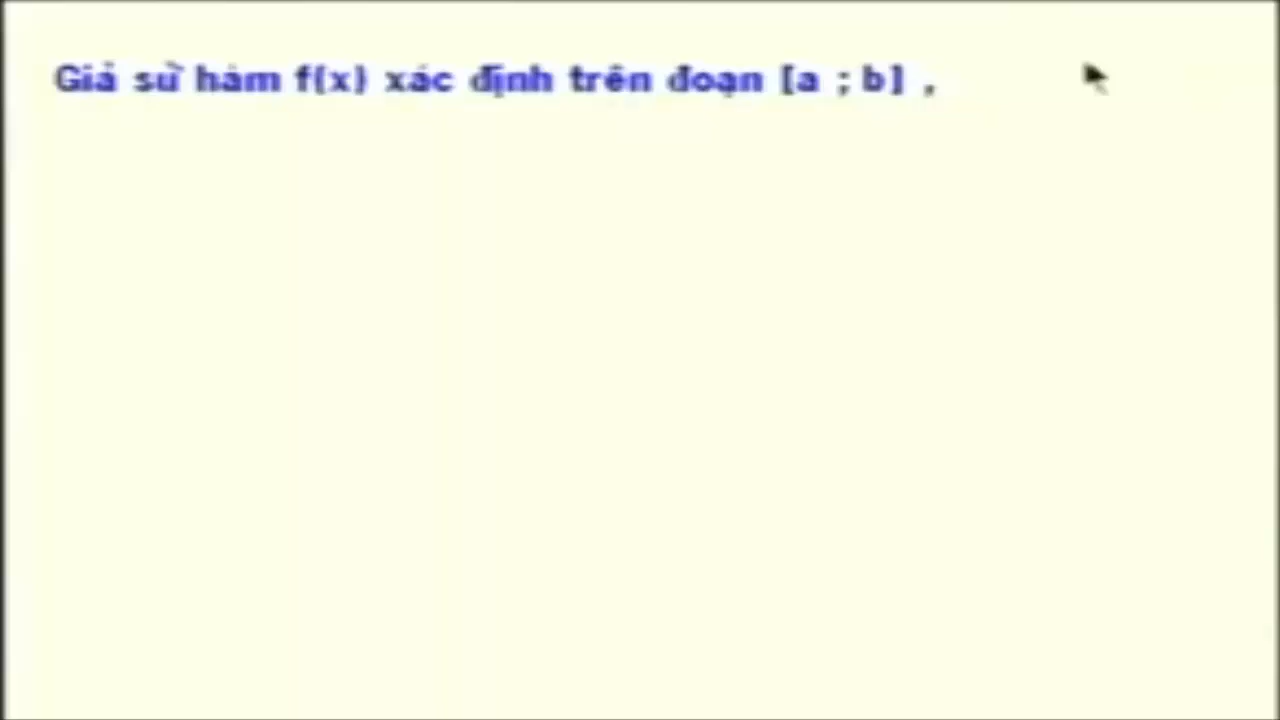 Giả sử hàm f(x) xác định trên đoạn [a ; b] ,